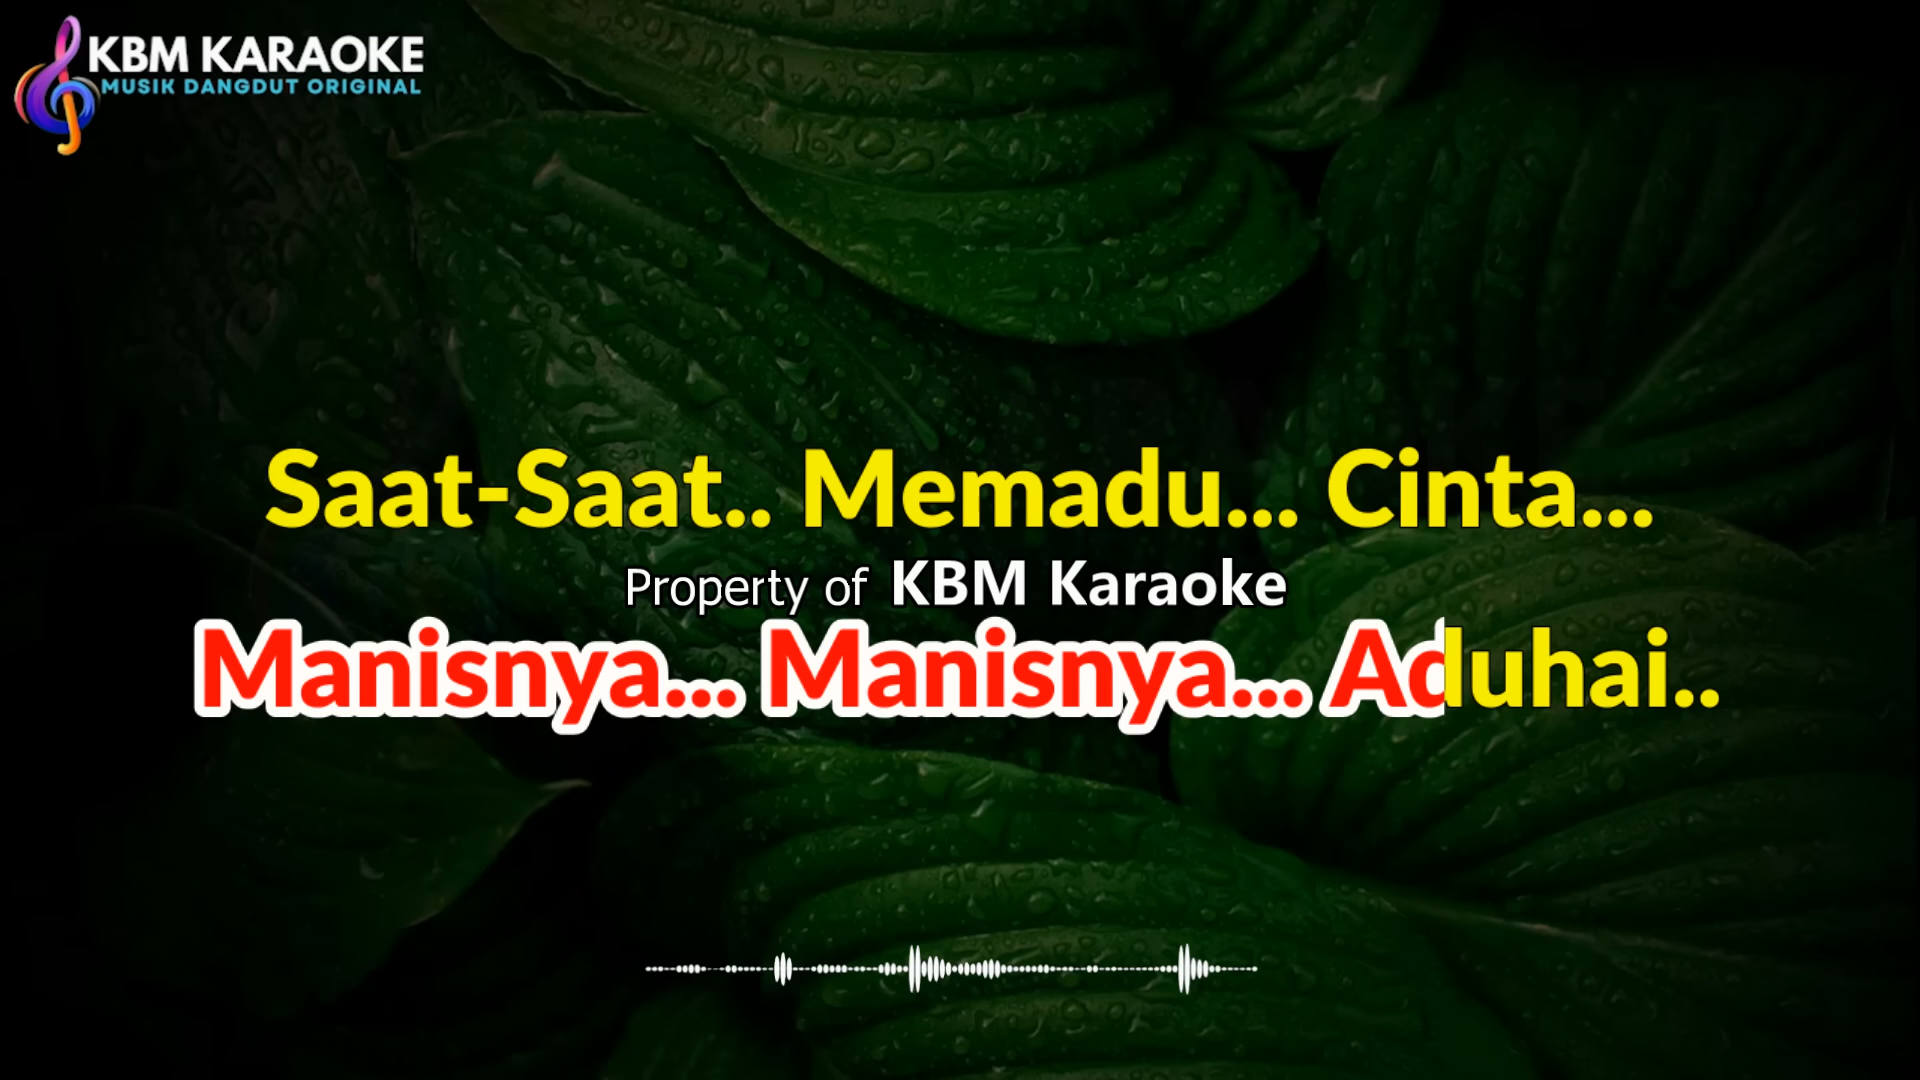 KBM KARAOKE
MUSIK DANGDUT ORIGINAL
Saat-Saat.. Memadu... Cinta...
Property of KBM Karaoke
Manisnya... Manisnya... Aduhai..